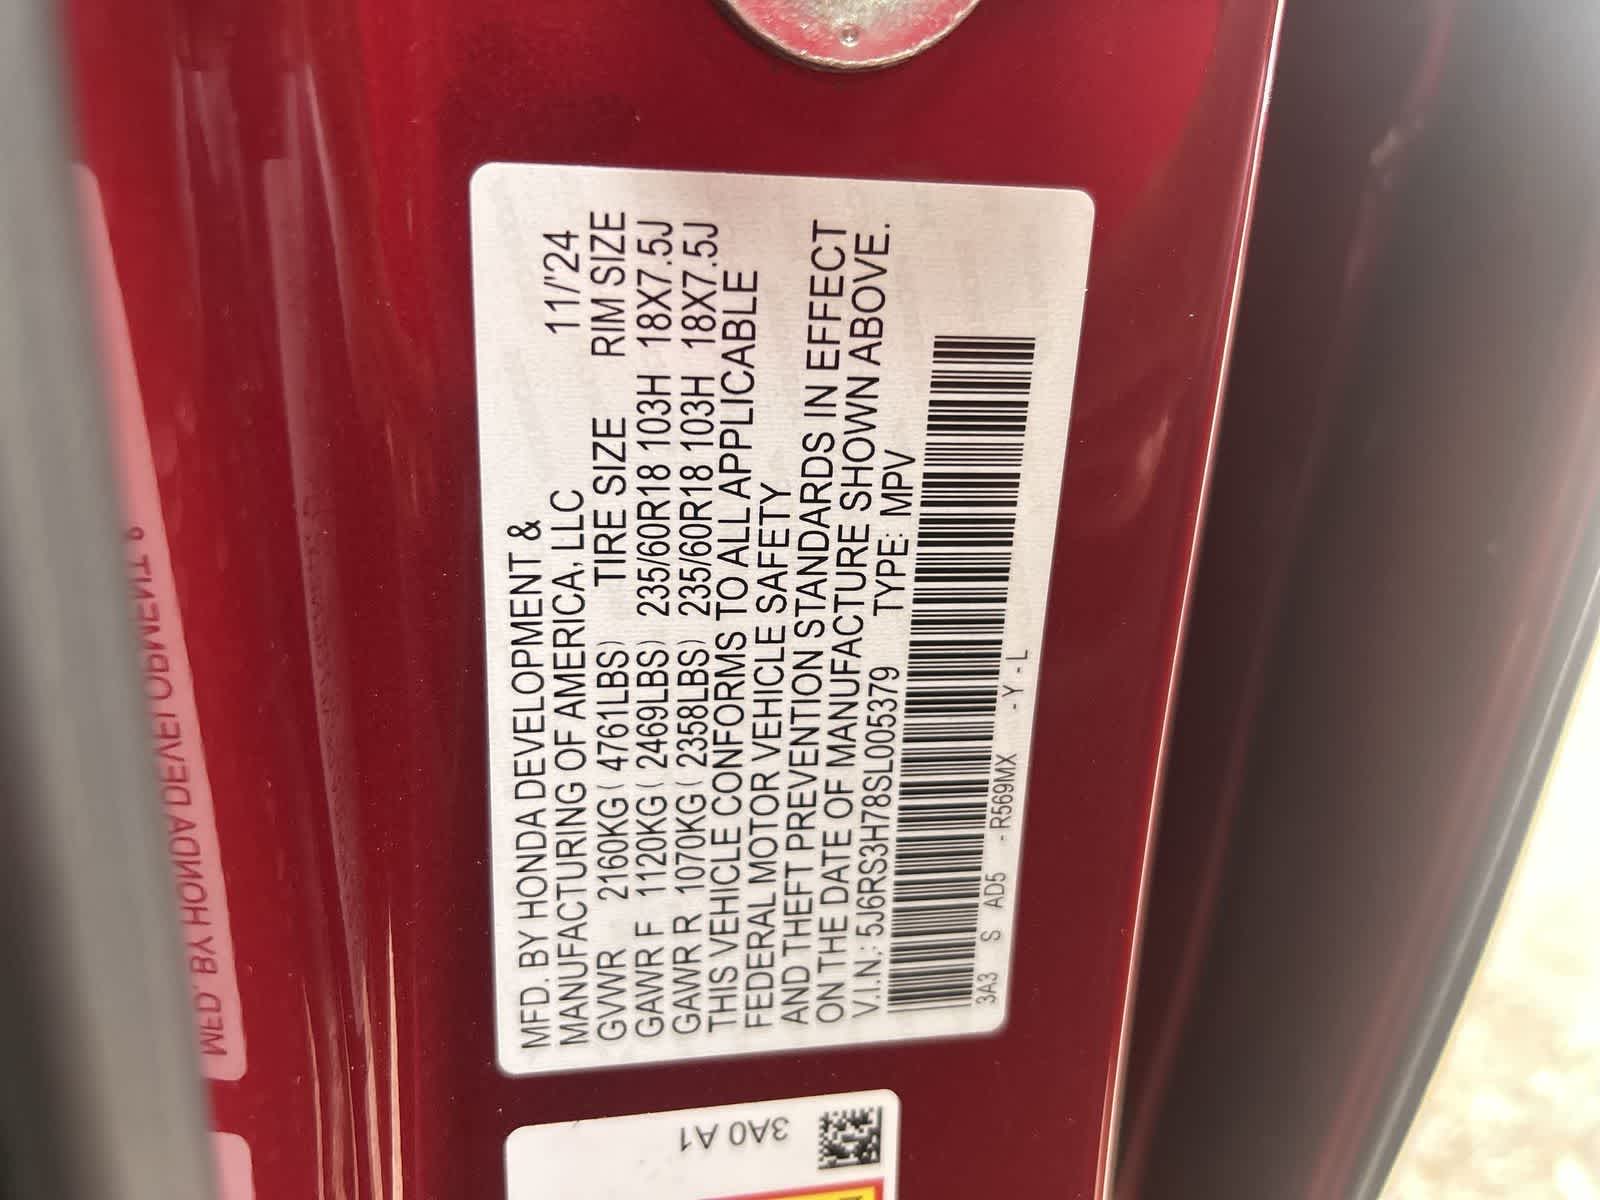 MFD. BY HONDA DEVELOPMENT &
MANUFACTURING OF AMERICA, LLC 11/'24
GVWR 2160KG ( 4761LBS) TIRE SIZE RIM SIZE
GAWR F 1120KG ( 2469LBS) 235/60R18 103H 18X7.5J
GAWR R 1070KG ( 2358LBS) 235/60R18 103H 18X7.5J
THIS VEHICLE CONFORMS TO ALL APPLICABLE
FEDERAL MOTOR VEHICLE SAFETY
AND THEFT PREVENTION STANDARDS IN EFFECT
ON THE DATE OF MANUFACTURE SHOWN ABOVE.
V.I.N.: 5J6RS3H78SL005379 TYPE: MPV
3A3 S AD5 - R569MX - Y - L
3A0 A1
MFD. BY HONDA DEVELOPMENT &